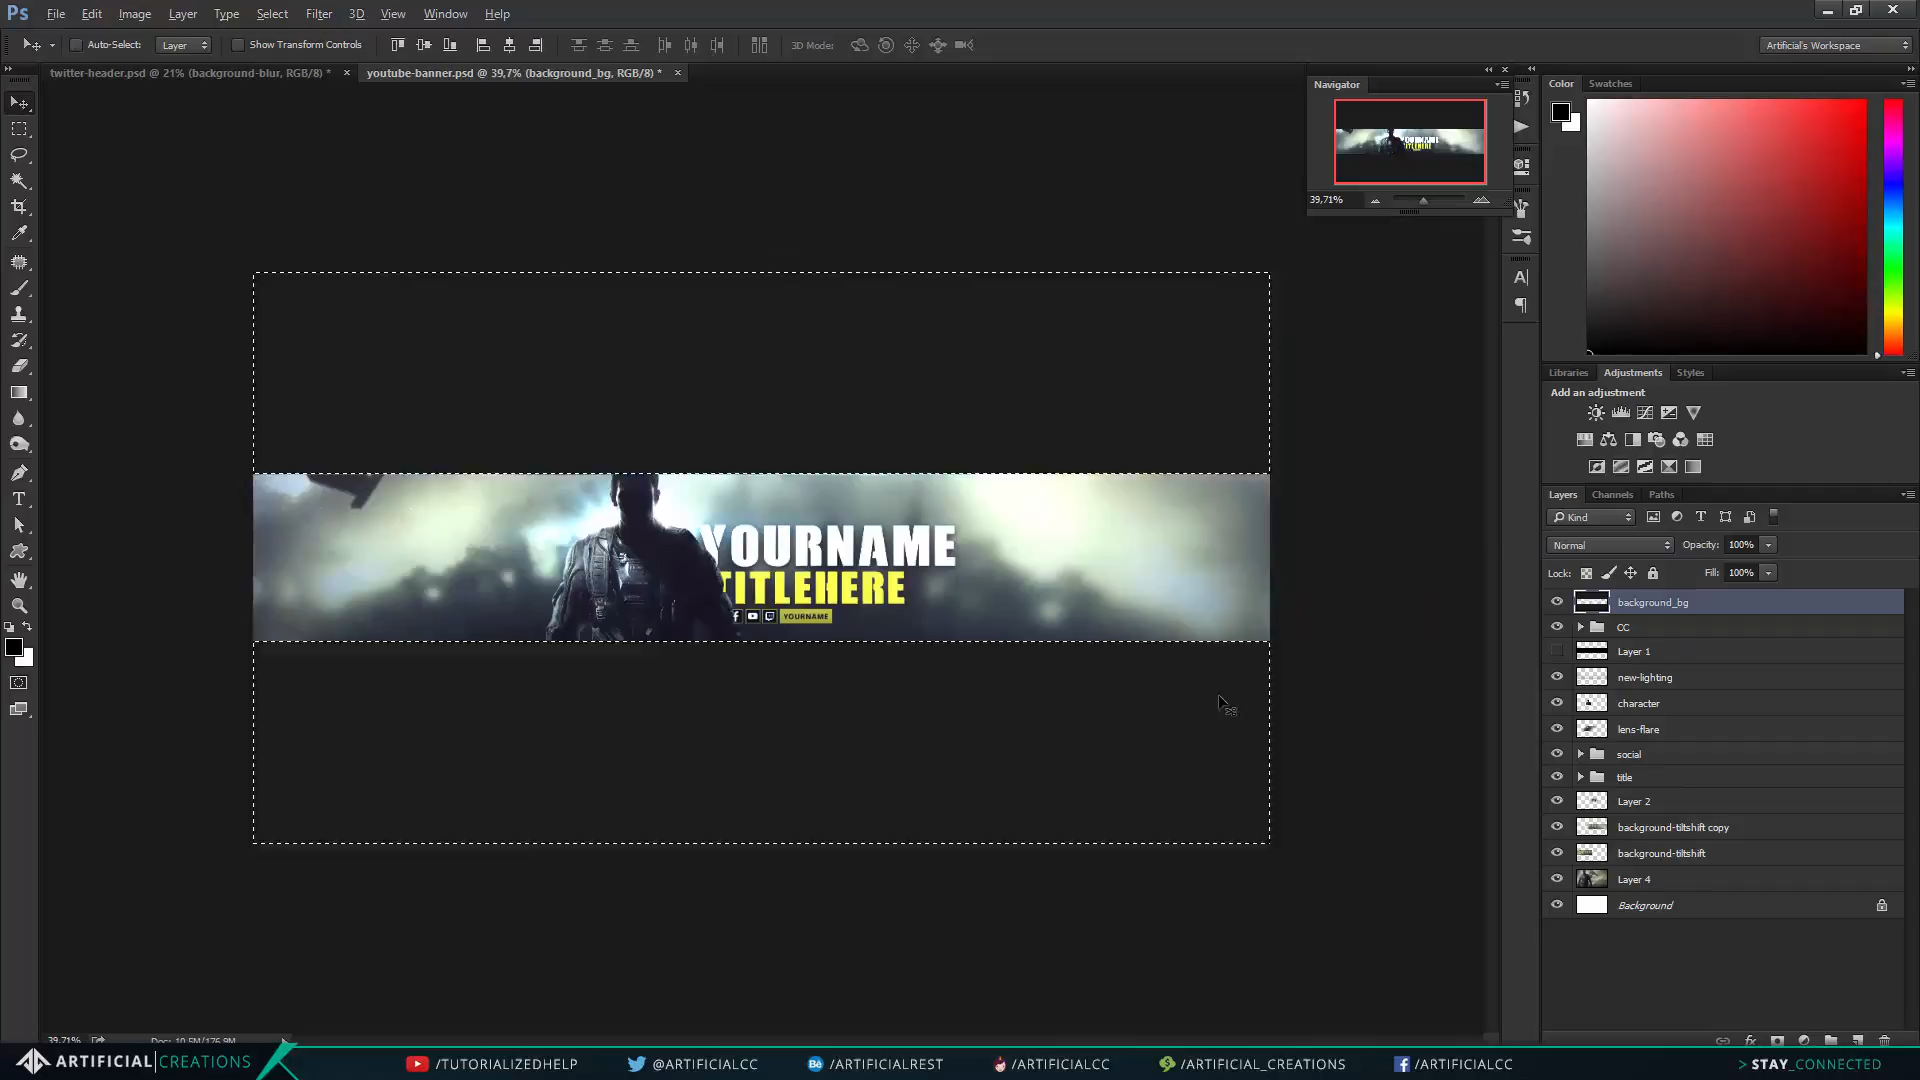 Ps File Edit Image Layer Type Select Filter 3D View Window Help
Auto-Select: Layer Show Transform Controls 3D Mode: Artificial's Workspace
twitter-header.psd @ 21% (background-blur, RGB/8) * × youtube-banner.psd @ 39,7% (background_bg, RGB/8) * ×
Navigator
YOURNAME
TITLEHERE
39,71%
Color Swatches
Libraries Adjustments Styles
Add an adjustment
Layers Channels Paths
Kind
Normal Opacity: 100%
Lock: Fill: 100%
background_bg
CC
Layer 1
new-lighting
character
lens-flare
social
title
Layer 2
background-tiltshift copy
background-tiltshift
Layer 4
Background
YOURNAME
TITLEHERE
YOURNAME
39,71% Doc: 10,5M/176,9M
ARTIFICIAL CREATIONS /TUTORIALIZEDHELP @ARTIFICIALCC Bē /ARTIFICIALREST /ARTIFICIALCC /ARTIFICIAL_CREATIONS /ARTIFICIALCC > STAY_CONNECTED